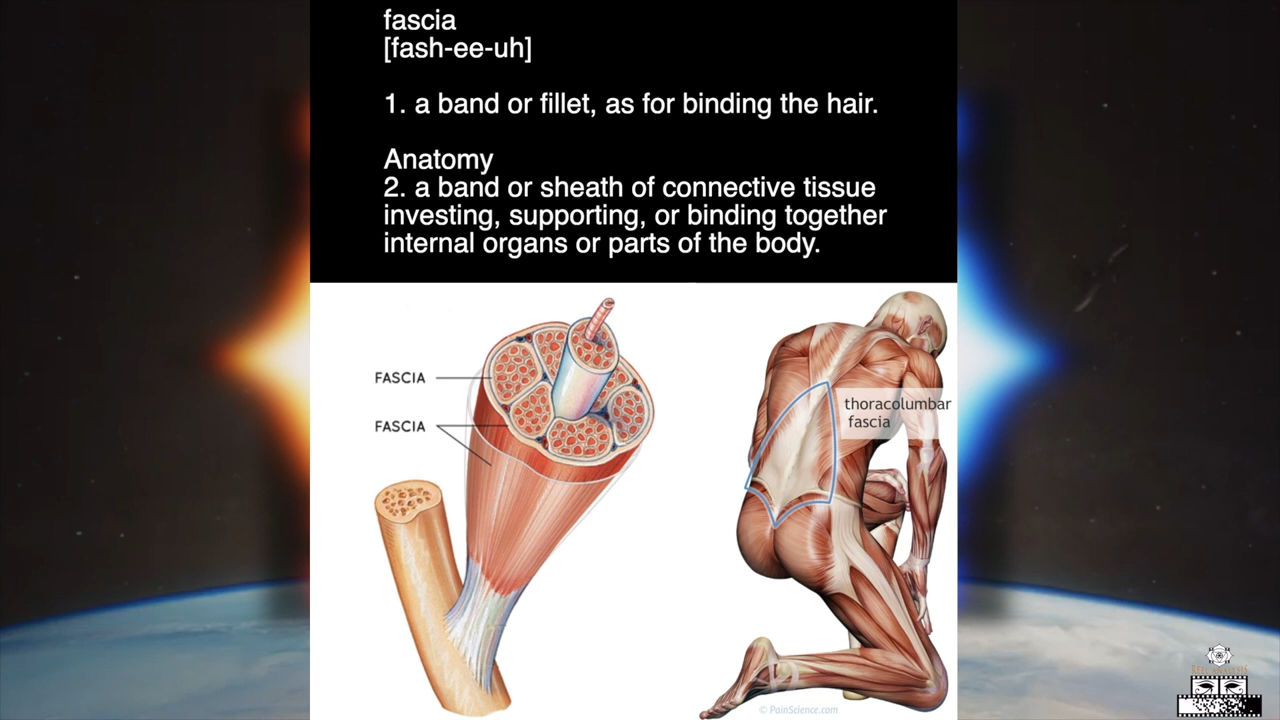 fascia
[fash-ee-uh]
1. a band or fillet, as for binding the hair.
Anatomy
2. a band or sheath of connective tissue
investing, supporting, or binding together
internal organs or parts of the body.
FASCIA
FASCIA
thoracolumbar
fascia
© PainScience.com